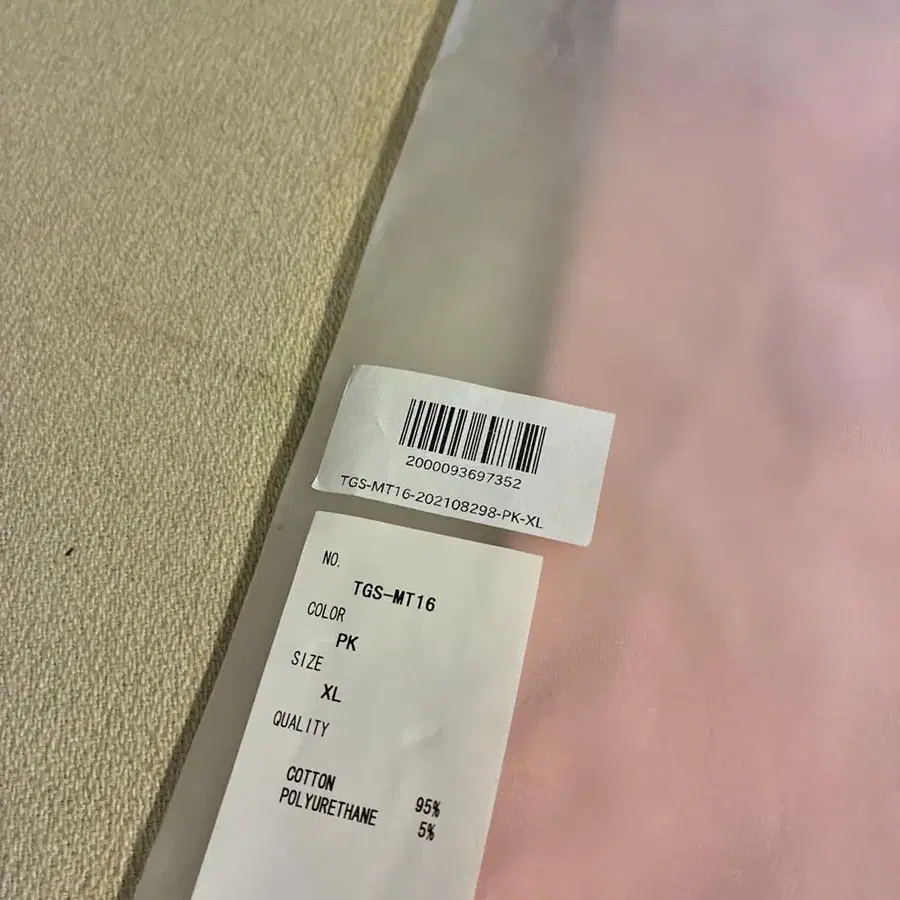 2000093697352
TGS-MT16-202108298-PK-XL
NO.
TGS-MT16
COLOR
PK
SIZE
XL
QUALITY
COTTON 95%
POLYURETHANE 5%